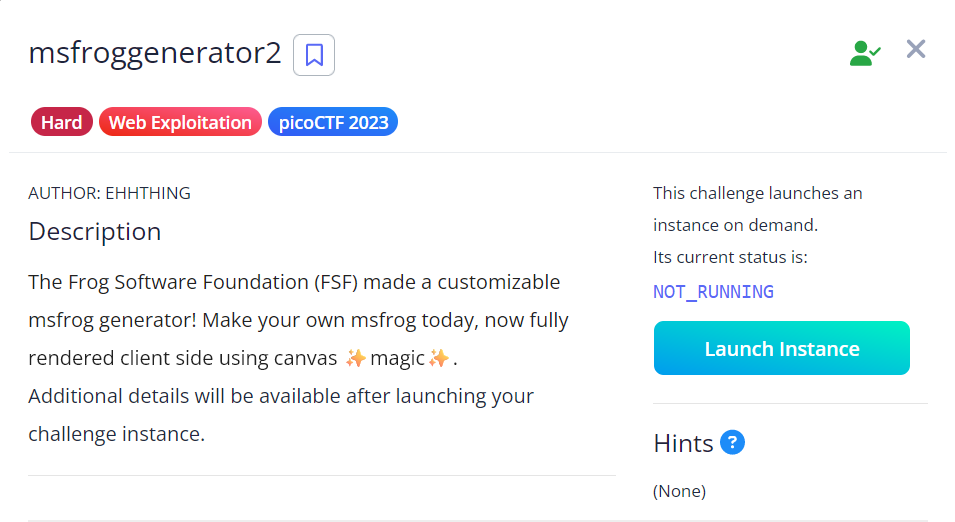 msfroggenerator2
Hard Web Exploitation picoCTF 2023
AUTHOR: EHHTHING
Description
The Frog Software Foundation (FSF) made a customizable
msfrog generator! Make your own msfrog today, now fully
rendered client side using canvas ✨magic✨.
Additional details will be available after launching your
challenge instance.
This challenge launches an
instance on demand.
Its current status is:
NOT_RUNNING
Launch Instance
Hints ?
(None)